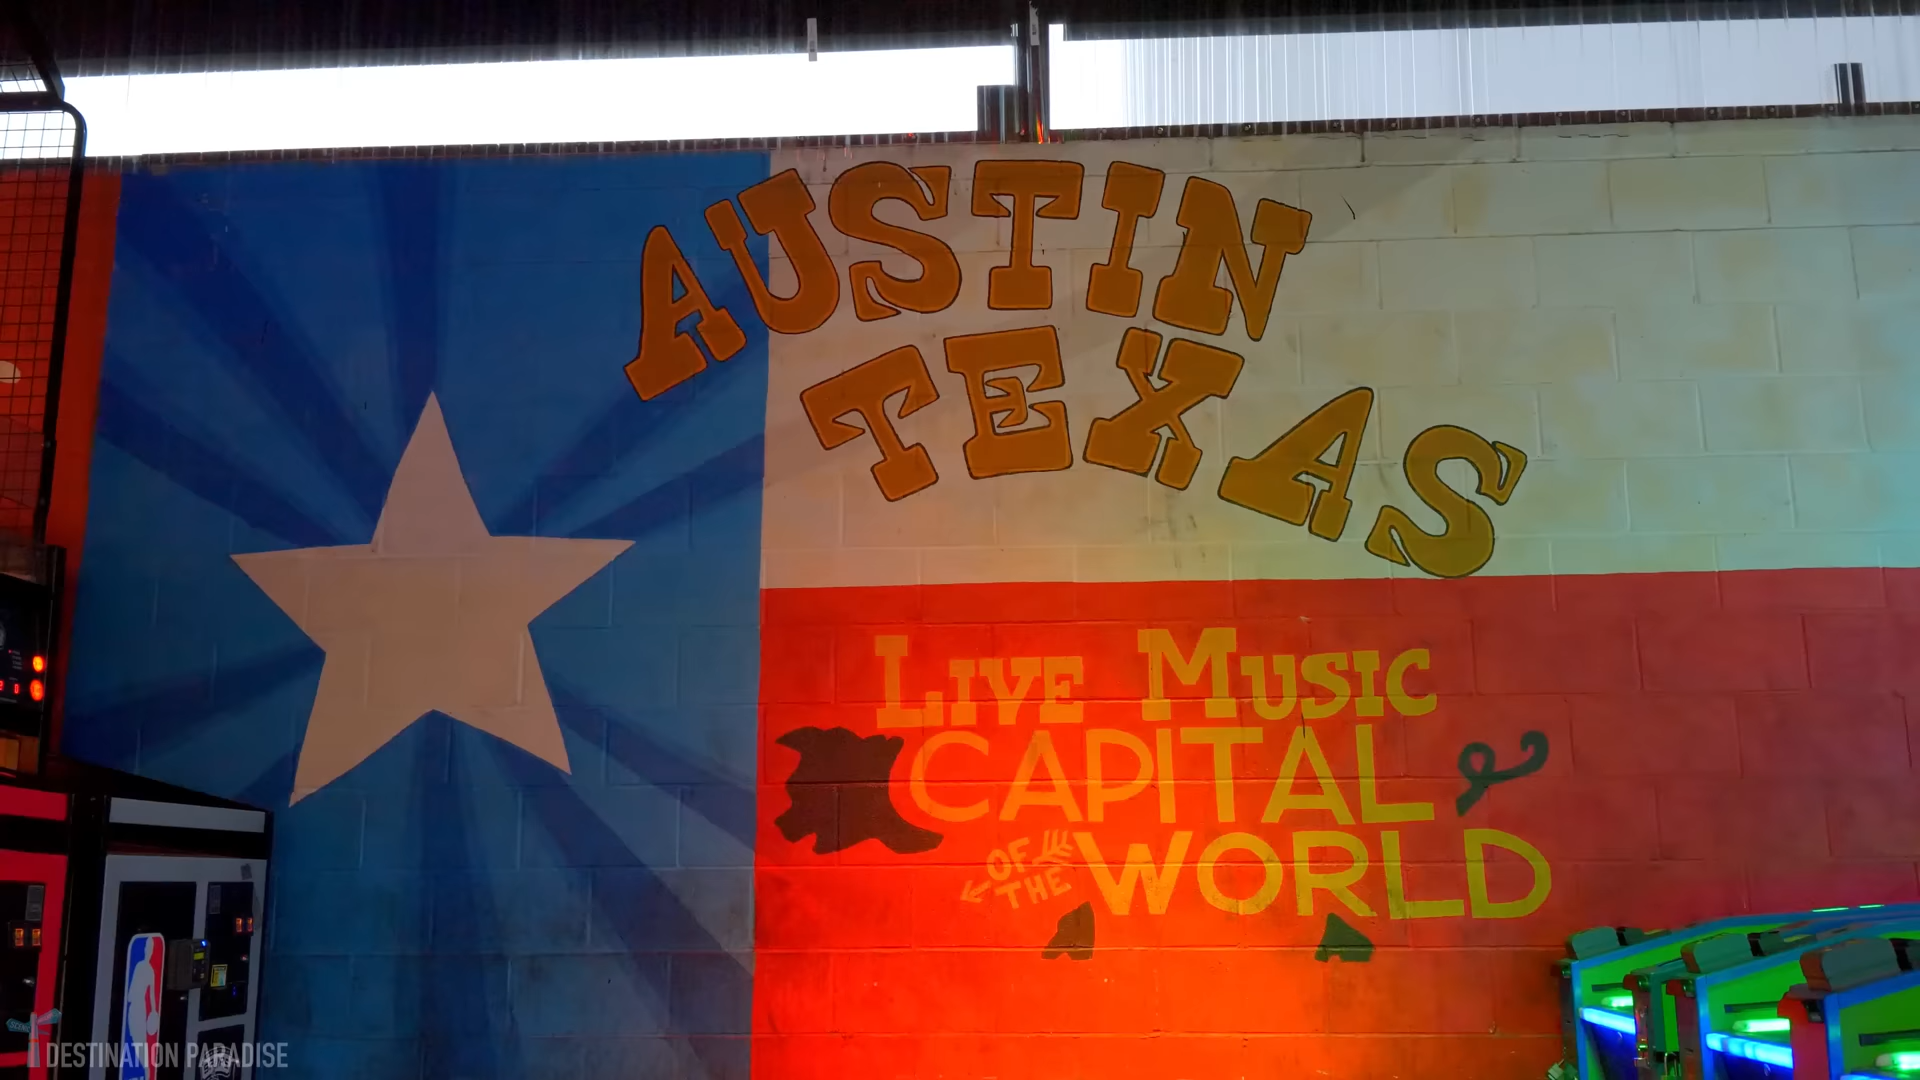 AUSTIN
TEXAS
LIVE MUSIC
CAPITAL
OF
THE
WORLD
DESTINATION PARADISE